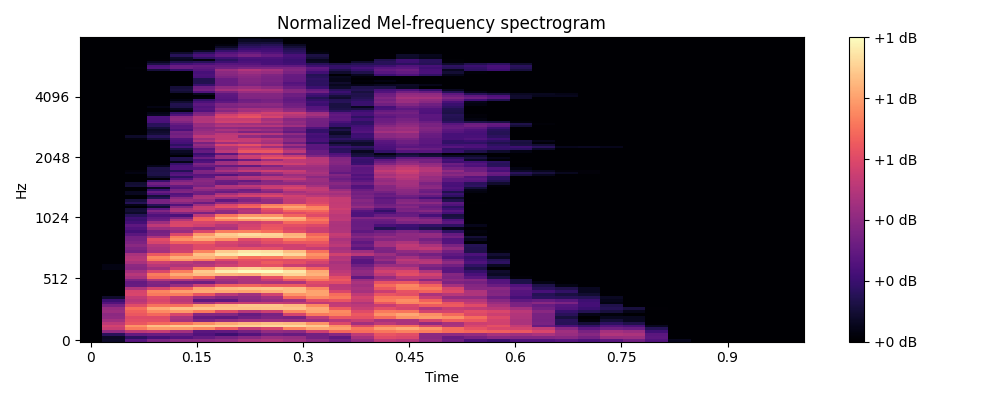 Normalized Mel-frequency spectrogram
Hz
4096
2048
1024
512
0
0 0.15 0.3 0.45 0.6 0.75 0.9
Time
+1 dB
+1 dB
+1 dB
+0 dB
+0 dB
+0 dB